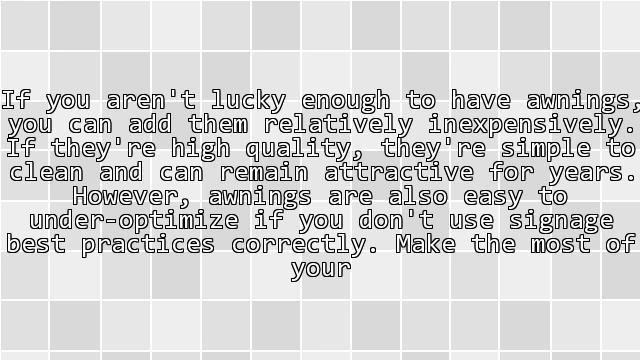 If you aren't lucky enough to have awnings,
you can add them relatively inexpensively.
If they're high quality, they're simple to
clean and can remain attractive for years.
However, awnings are also easy to
under-optimize if you don't use signage
best practices correctly. Make the most of
your